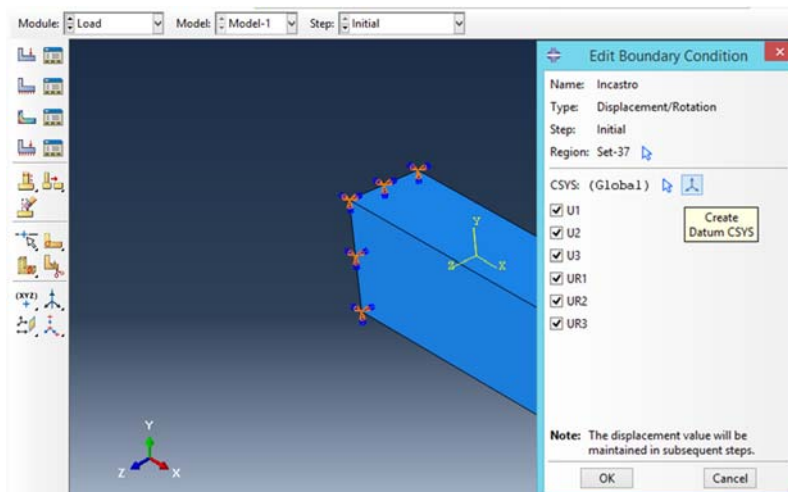 Module: Load Model: Model-1 Step: Initial
Edit Boundary Condition
Name: Incastro
Type: Displacement/Rotation
Step: Initial
Region: Set-37
CSYS: (Global)
Create
Datum CSYS
U1
U2
U3
UR1
UR2
UR3
Y
Z X
(XYZ)
Y
Z X
Note: The displacement value will be
maintained in subsequent steps.
OK Cancel